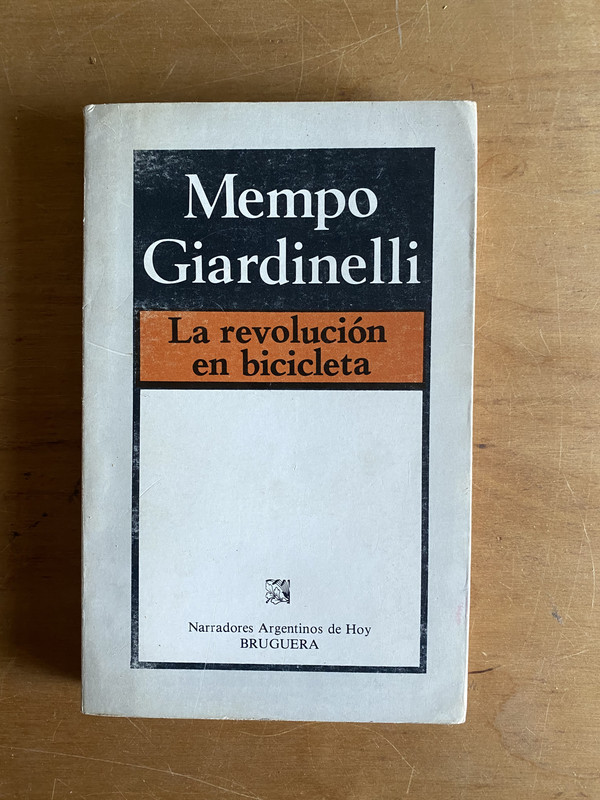 Mempo
Giardinelli
La revolución
en bicicleta
Narradores Argentinos de Hoy
BRUGUERA